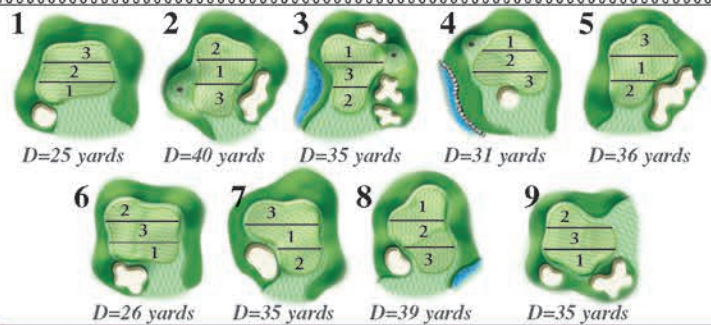 1 2 3 4 5
3 2 1 1 3
2 1 3 2 1
1 3 2 3 2
D=25 yards D=40 yards D=35 yards D=31 yards D=36 yards
6 7 8 9
2 3 1 2
3 1 2 3
1 2 3 1
D=26 yards D=35 yards D=39 yards D=35 yards